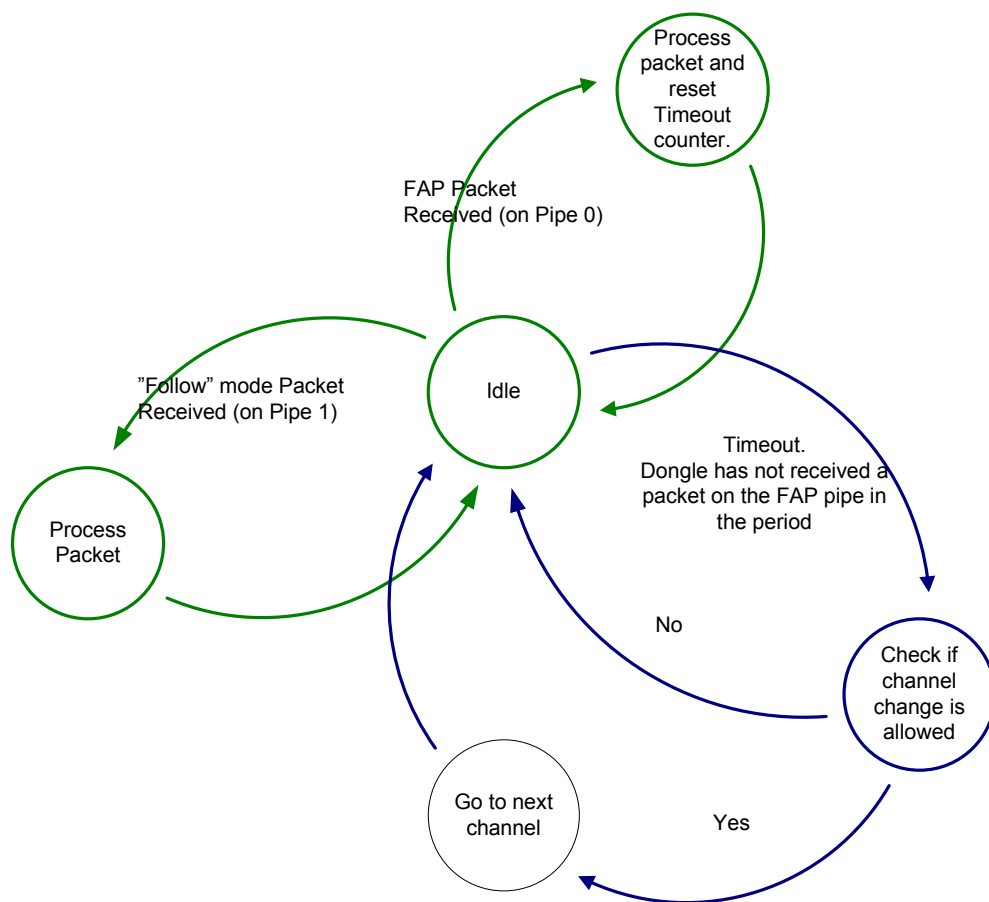 Process
packet and
reset
Timeout
counter.
FAP Packet
Received (on Pipe 0)
”Follow” mode Packet
Received (on Pipe 1)
Idle
Timeout.
Dongle has not received a
packet on the FAP pipe in
the period
Process
Packet
No
Check if
channel
change is
allowed
Go to next
channel
Yes